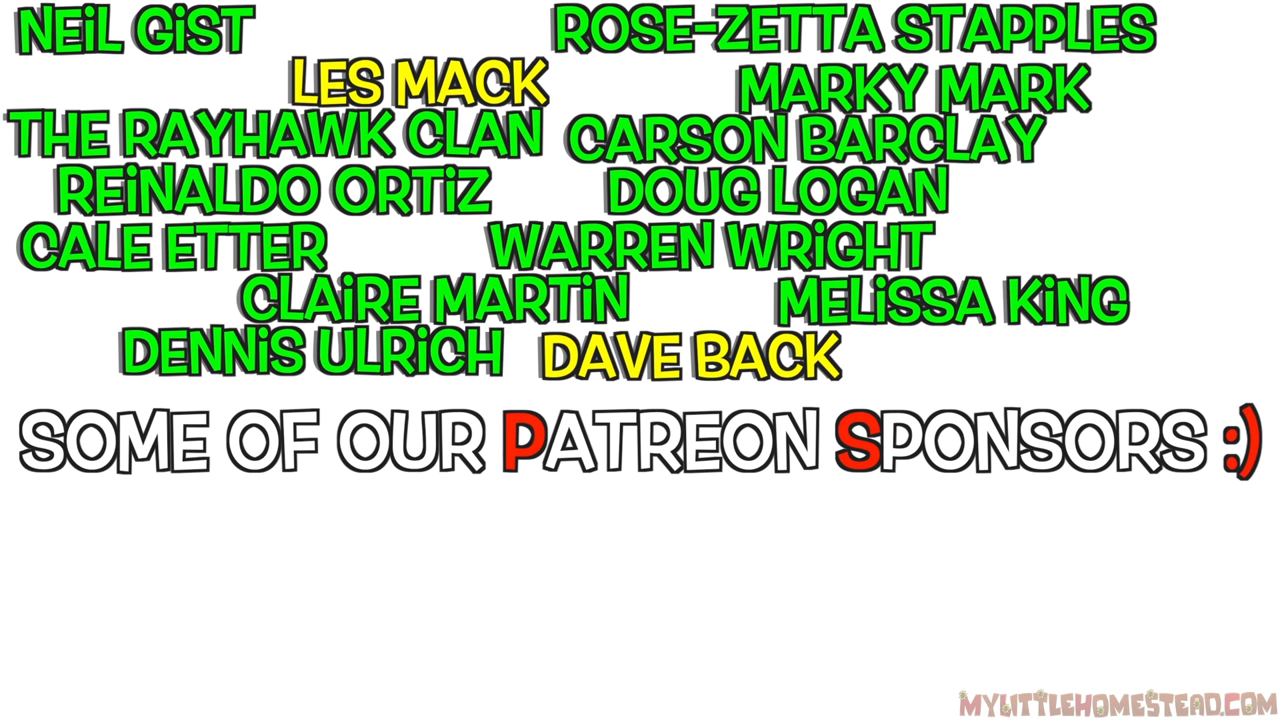 NEiL GiST ROSE-ZETTA STAPPLES
LES MACK MARKY MARK
THE RAYHAWK CLAN CARSON BARCLAY
REiNALDO ORTiZ DOUG LOGAN
CALE ETTER WARREN WRiGHT
CLAiRE MARTiN MELiSSA KiNG
DENNiS ULRiCH DAVE BACK
SOME OF OUR PATREON SPONSORS :)
MYLITTLEHOMESTEAD.COM